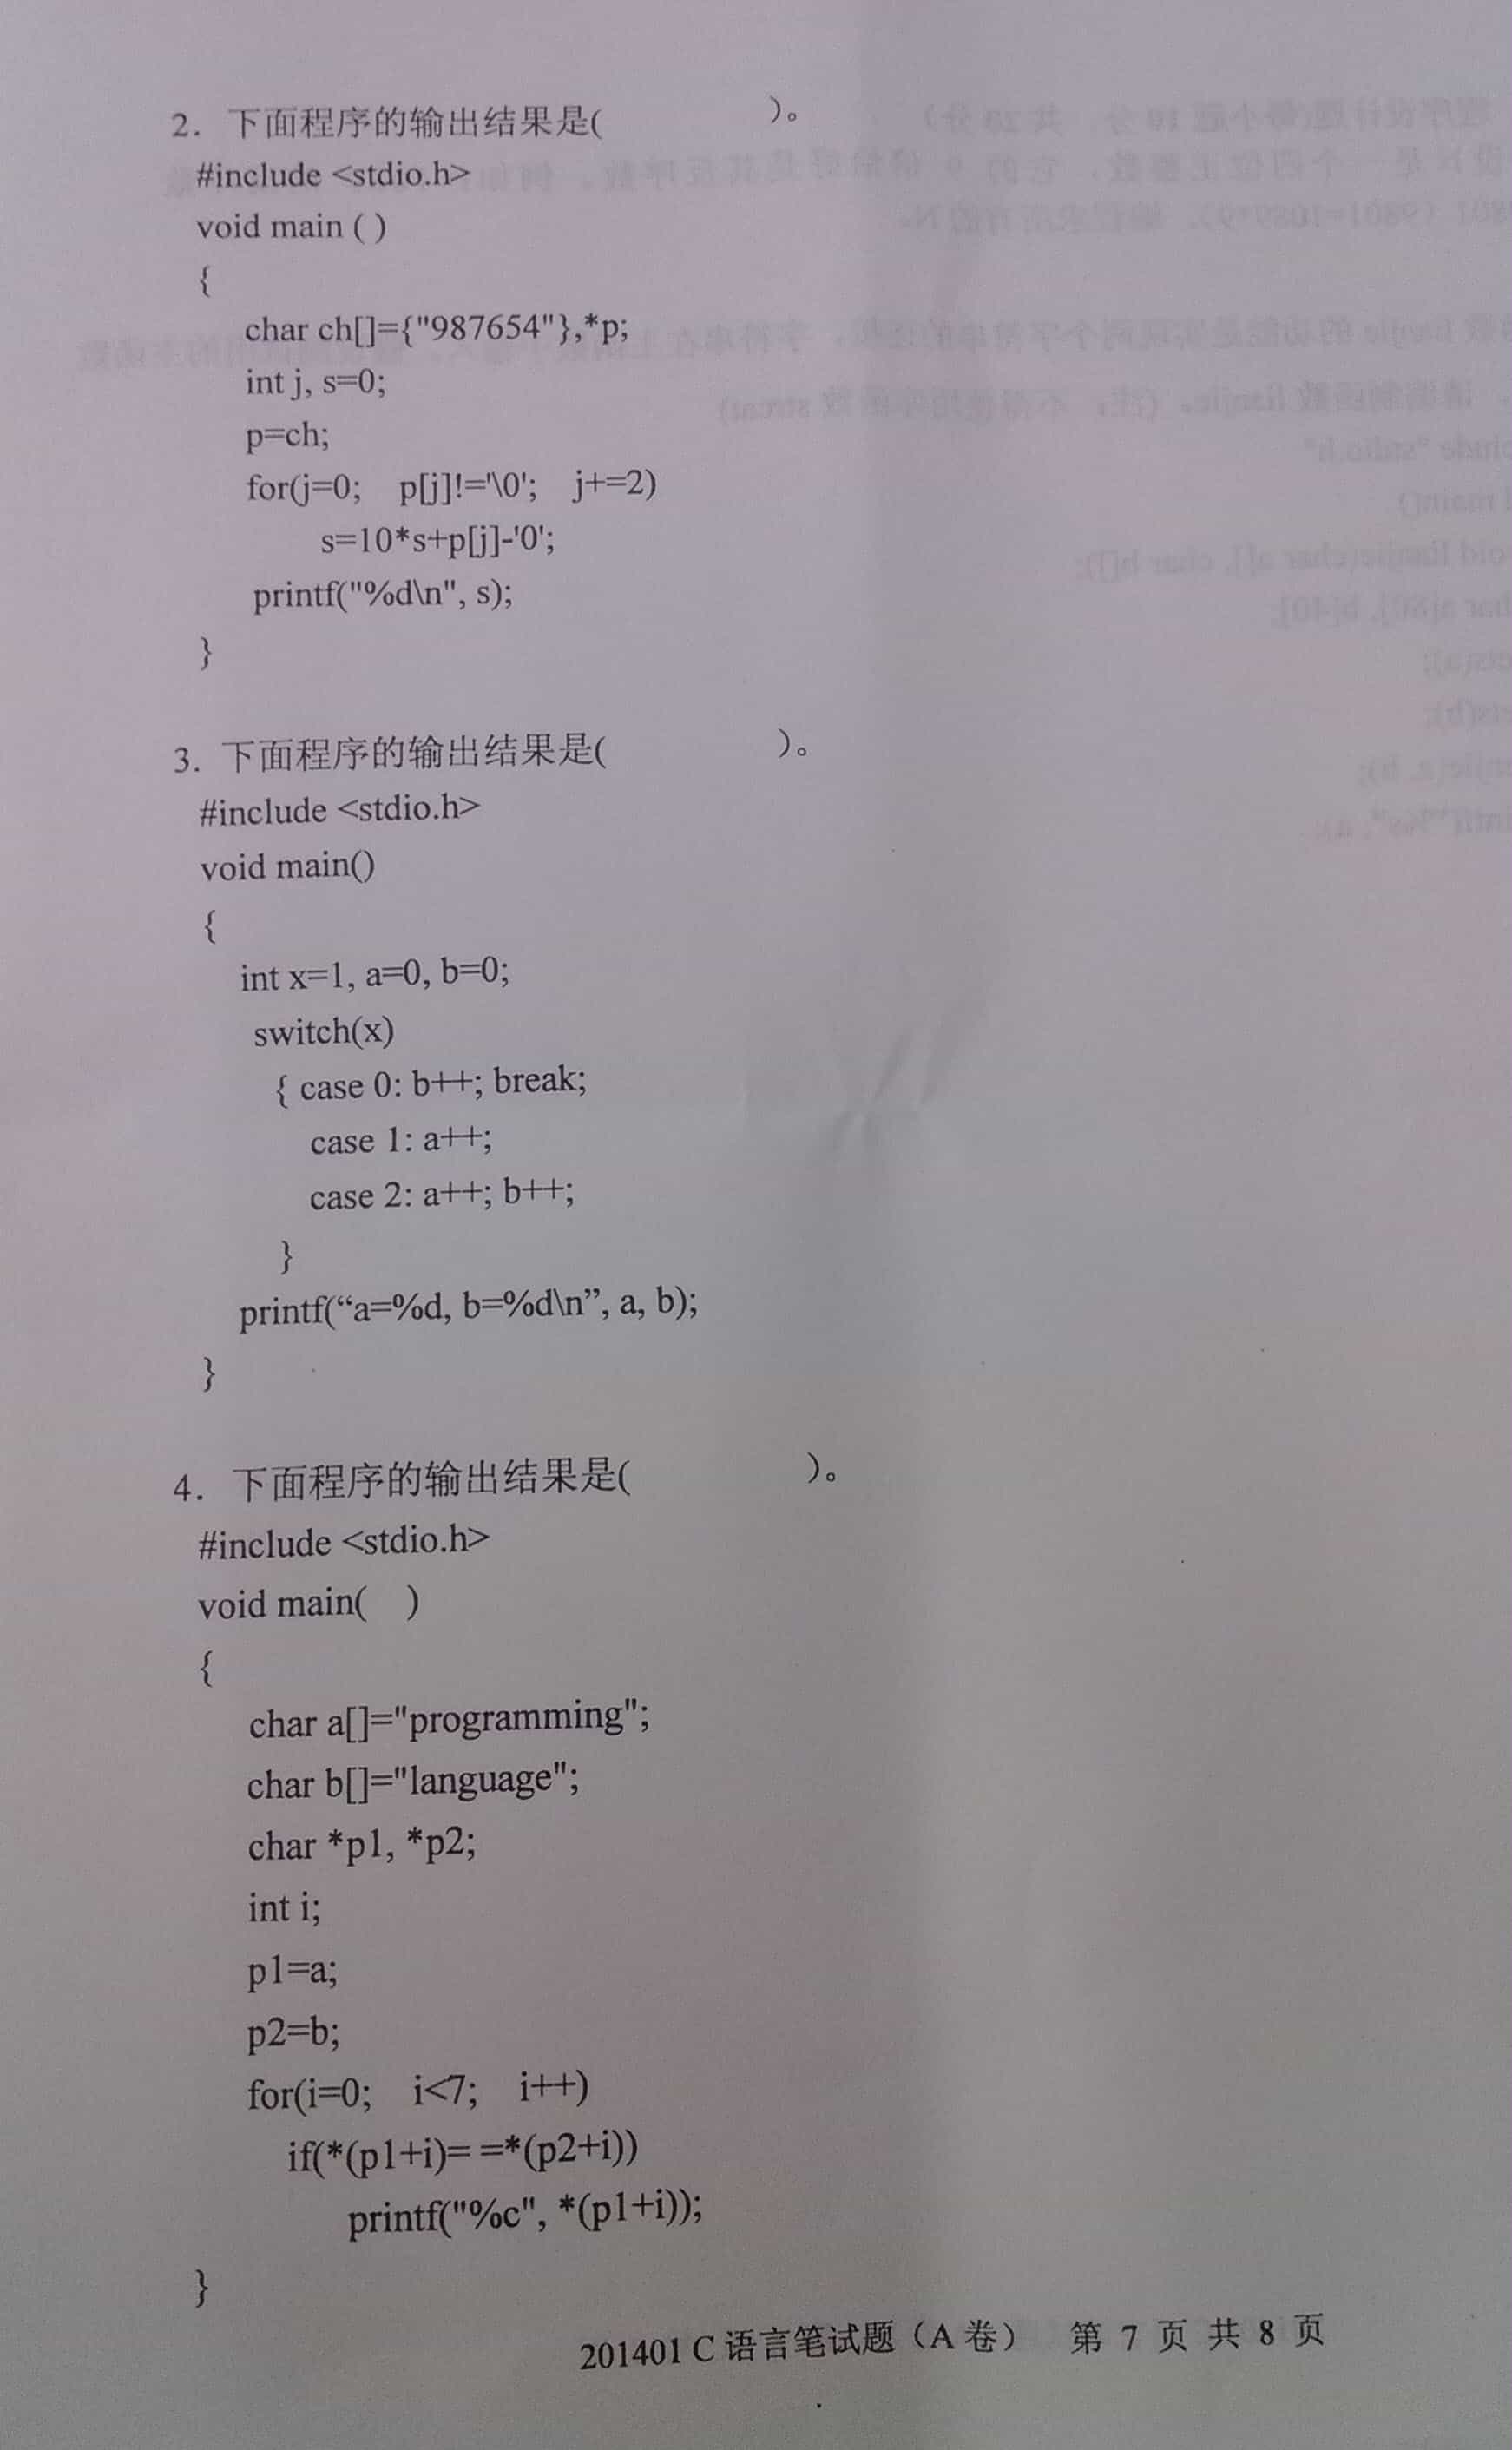 2. 下面程序的输出结果是(    )。
#include <stdio.h>
void main ( )
{
char ch[]={"987654"},*p;
int j, s=0;
p=ch;
for(j=0; p[j]!='\0'; j+=2)
s=10*s+p[j]-'0';
printf("%d\n", s);
}
3. 下面程序的输出结果是(    )。
#include <stdio.h>
void main()
{
int x=1, a=0, b=0;
switch(x)
{ case 0: b++; break;
case 1: a++;
case 2: a++; b++;
}
printf(“a=%d, b=%d\n”, a, b);
}
4. 下面程序的输出结果是(    )。
#include <stdio.h>
void main(  )
{
char a[]="programming";
char b[]="language";
char *p1, *p2;
int i;
p1=a;
p2=b;
for(i=0; i<7; i++)
if(*(p1+i)= =*(p2+i))
printf("%c", *(p1+i));
}
201401 C 语言笔试题（A 卷） 第 7 页 共 8 页